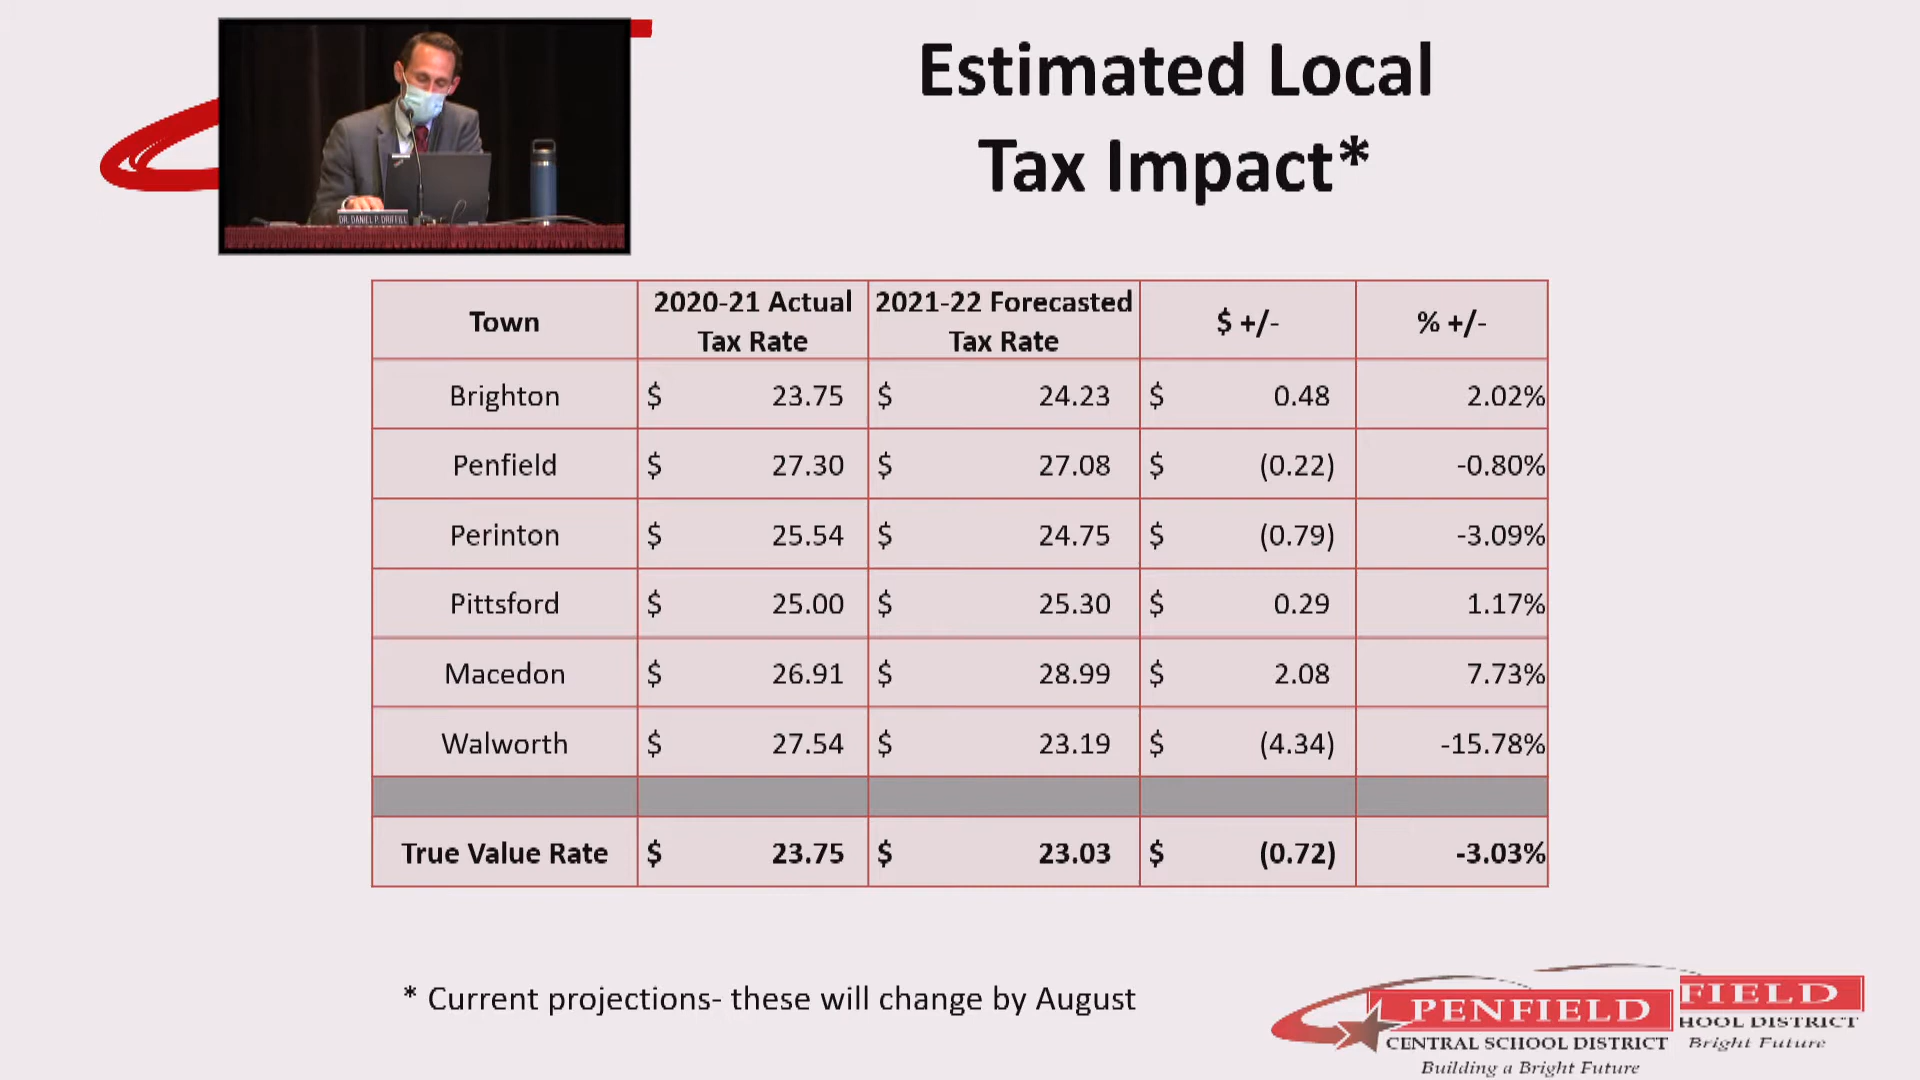 Estimated Local
Tax Impact*
DR. DANIEL P. DRIFFILL
Town 2020-21 Actual Tax Rate 2021-22 Forecasted Tax Rate $ +/- % +/-
Brighton $ 23.75 $ 24.23 $ 0.48 2.02%
Penfield $ 27.30 $ 27.08 $ (0.22) -0.80%
Perinton $ 25.54 $ 24.75 $ (0.79) -3.09%
Pittsford $ 25.00 $ 25.30 $ 0.29 1.17%
Macedon $ 26.91 $ 28.99 $ 2.08 7.73%
Walworth $ 27.54 $ 23.19 $ (4.34) -15.78%
True Value Rate $ 23.75 $ 23.03 $ (0.72) -3.03%
* Current projections- these will change by August
PENFIELD
CENTRAL SCHOOL DISTRICT
Building a Bright Future
FIELD
HOOL DISTRICT
Bright Future